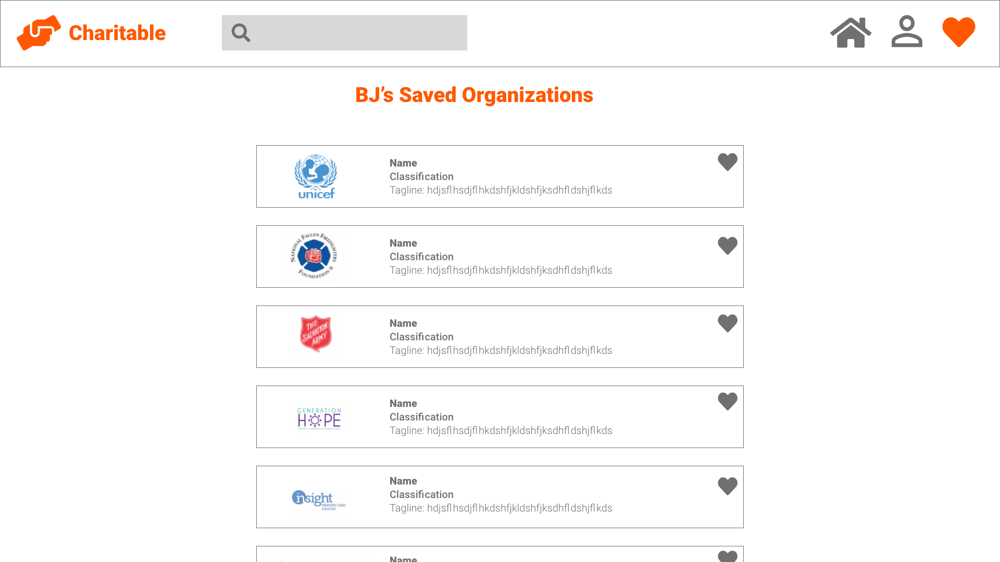 Charitable
BJ’s Saved Organizations
unicef
Name
Classification
Tagline: hdjsflhsdjflhkdshfjkldshfjksdhfldshjflkds
NATIONAL FALLEN FIREFIGHTERS
FOUNDATION ®
Name
Classification
Tagline: hdjsflhsdjflhkdshfjkldshfjksdhfldshjflkds
THE
SALVATION
ARMY
Name
Classification
Tagline: hdjsflhsdjflhkdshfjkldshfjksdhfldshjflkds
GENERATION
HOPE
Name
Classification
Tagline: hdjsflhsdjflhkdshfjkldshfjksdhfldshjflkds
insight
MEMORY CARE
CENTER
Name
Classification
Tagline: hdjsflhsdjflhkdshfjkldshfjksdhfldshjflkds
Name